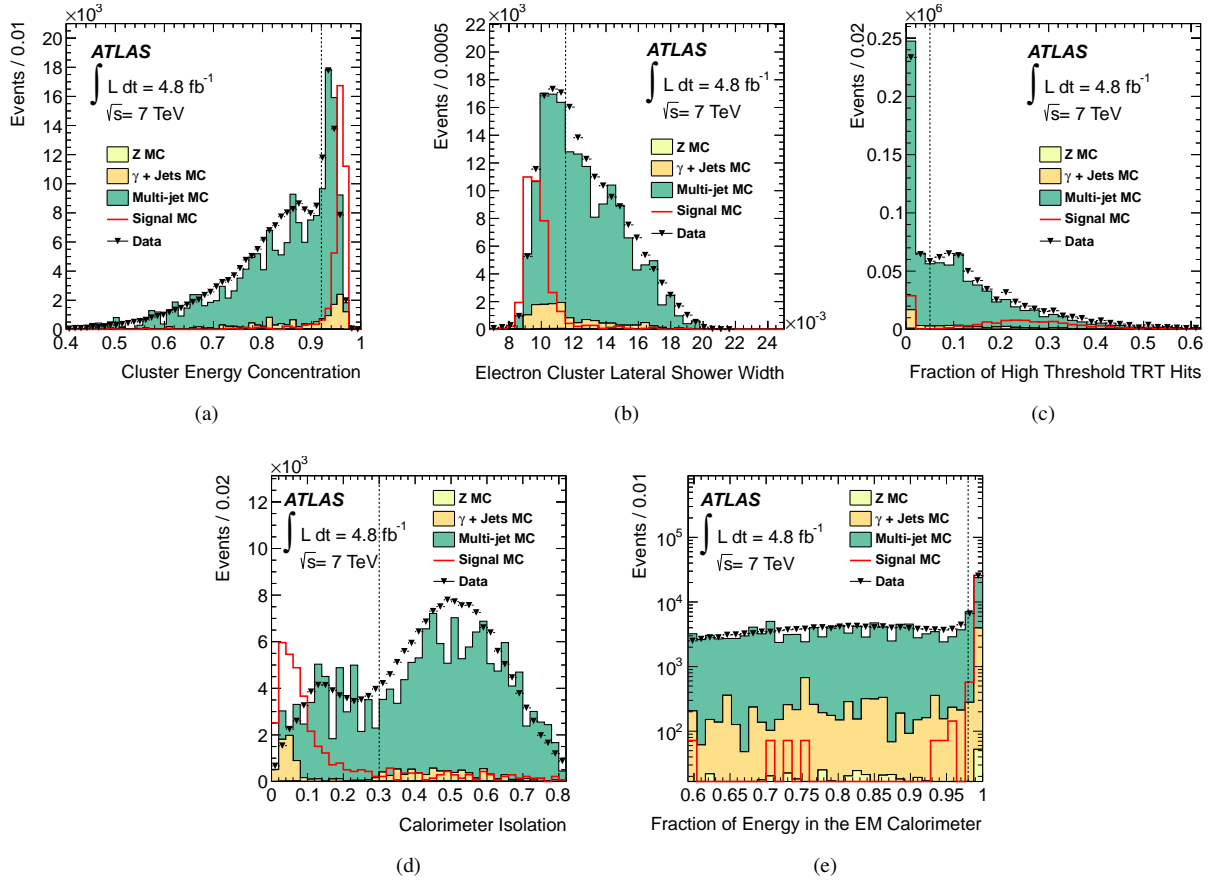 ×10³
Events / 0.01
20
18
16
14
12
10
8
6
4
2
0
ATLAS
∫ L dt = 4.8 fb⁻¹
√s= 7 TeV
Z MC
γ + Jets MC
Multi-jet MC
Signal MC
Data
0.4 0.5 0.6 0.7 0.8 0.9 1
Cluster Energy Concentration
(a)
×10³
Events / 0.0005
22
20
18
16
14
12
10
8
6
4
2
0
ATLAS
∫ L dt = 4.8 fb⁻¹
√s= 7 TeV
Z MC
γ + Jets MC
Multi-jet MC
Signal MC
Data
8 10 12 14 16 18 20 22 24
×10⁻³
Electron Cluster Lateral Shower Width
(b)
×10⁶
Events / 0.02
0.25
0.2
0.15
0.1
0.05
0
ATLAS
∫ L dt = 4.8 fb⁻¹
√s= 7 TeV
Z MC
γ + Jets MC
Multi-jet MC
Signal MC
Data
0 0.1 0.2 0.3 0.4 0.5 0.6
Fraction of High Threshold TRT Hits
(c)
×10³
Events / 0.02
12
10
8
6
4
2
0
ATLAS
∫ L dt = 4.8 fb⁻¹
√s= 7 TeV
Z MC
γ + Jets MC
Multi-jet MC
Signal MC
Data
0 0.1 0.2 0.3 0.4 0.5 0.6 0.7 0.8
Calorimeter Isolation
(d)
Events / 0.01
10⁵
10⁴
10³
10²
ATLAS
∫ L dt = 4.8 fb⁻¹
√s= 7 TeV
Z MC
γ + Jets MC
Multi-jet MC
Signal MC
Data
0.6 0.65 0.7 0.75 0.8 0.85 0.9 0.95 1
Fraction of Energy in the EM Calorimeter
(e)